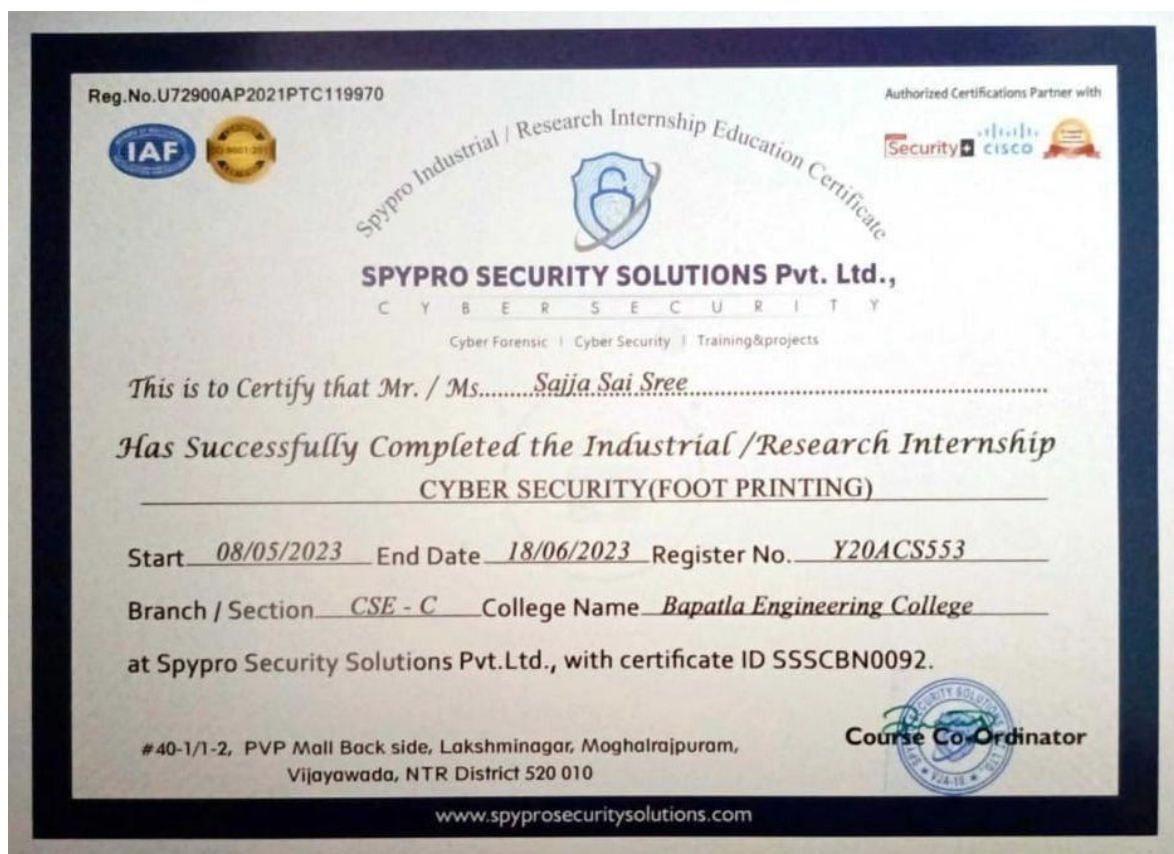 Reg.No.U72900AP2021PTC119970
Authorized Certifications Partner with
IAF
Security+
cisco
Spypro Industrial / Research Internship Education Certificate
SPYPRO SECURITY SOLUTIONS Pvt. Ltd.,
CYBER SECURITY
Cyber Forensic | Cyber Security | Training&projects
This is to Certify that Mr. / Ms.........Sajja Sai Sree...............................................................
Has Successfully Completed the Industrial /Research Internship
CYBER SECURITY(FOOT PRINTING)
Start 08/05/2023 End Date 18/06/2023 Register No. Y20ACS553
Branch / Section CSE - C College Name Bapatla Engineering College
at Spypro Security Solutions Pvt.Ltd., with certificate ID SSSCBN0092.
Course Co-Ordinator
#40-1/1-2, PVP Mall Back side, Lakshminagar, Moghalrajpuram,
Vijayawada, NTR District 520 010
www.spyprosecuritysolutions.com